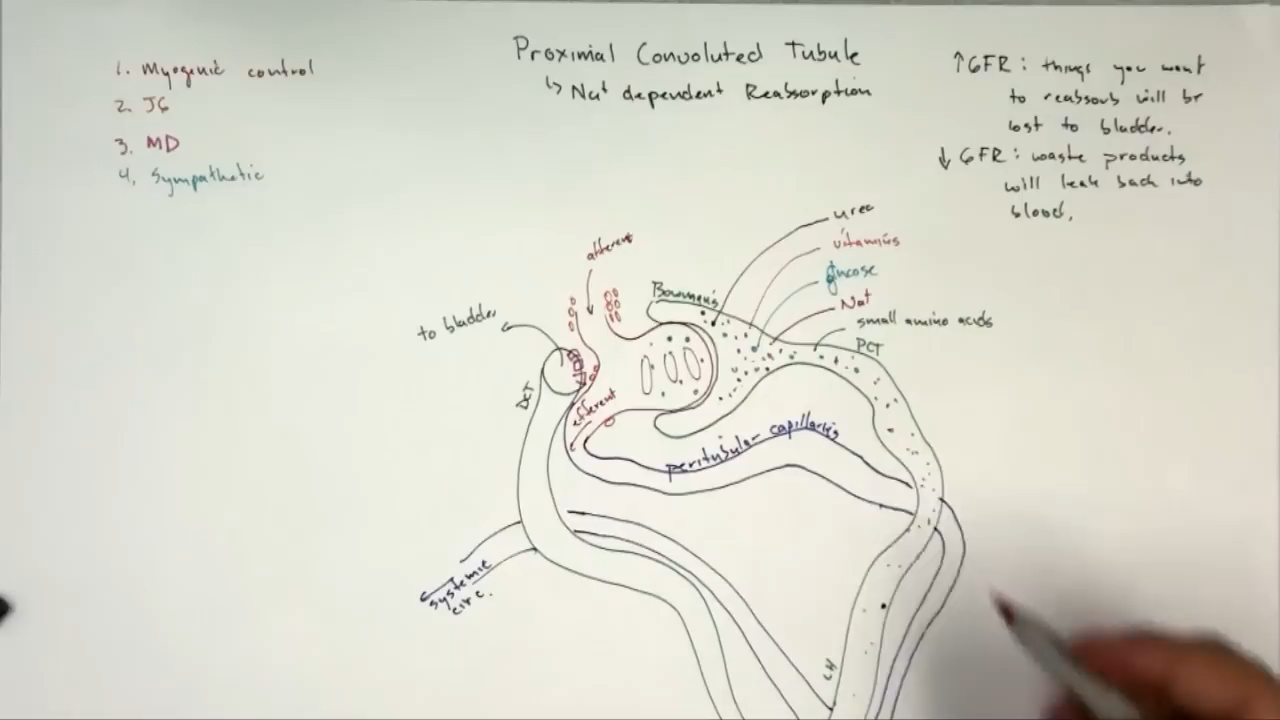 Proximal Convoluted Tubule
↳ Na+ dependent Reabsorption
1. Myogenic control
2. JG
3. MD
4. Sympathetic
↑GFR: things you want
to reabsorb will be
lost to bladder.
↓GFR: waste products
will leak back into
blood.
urea
vitamins
glucose
Na+
small amino acids
PCT
afferent
Bowman's
to bladder
DCT
efferent
peritubular capillaries
systemic
circ.
LH